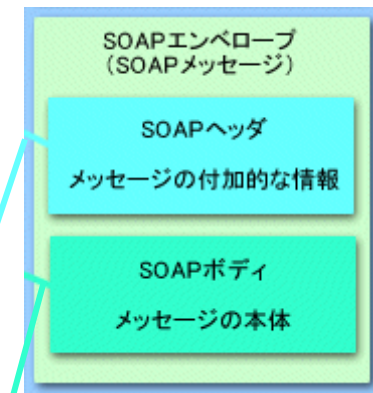 SOAPエンベロープ
（SOAPメッセージ）
SOAPヘッダ
メッセージの付加的な情報
SOAPボディ
メッセージの本体